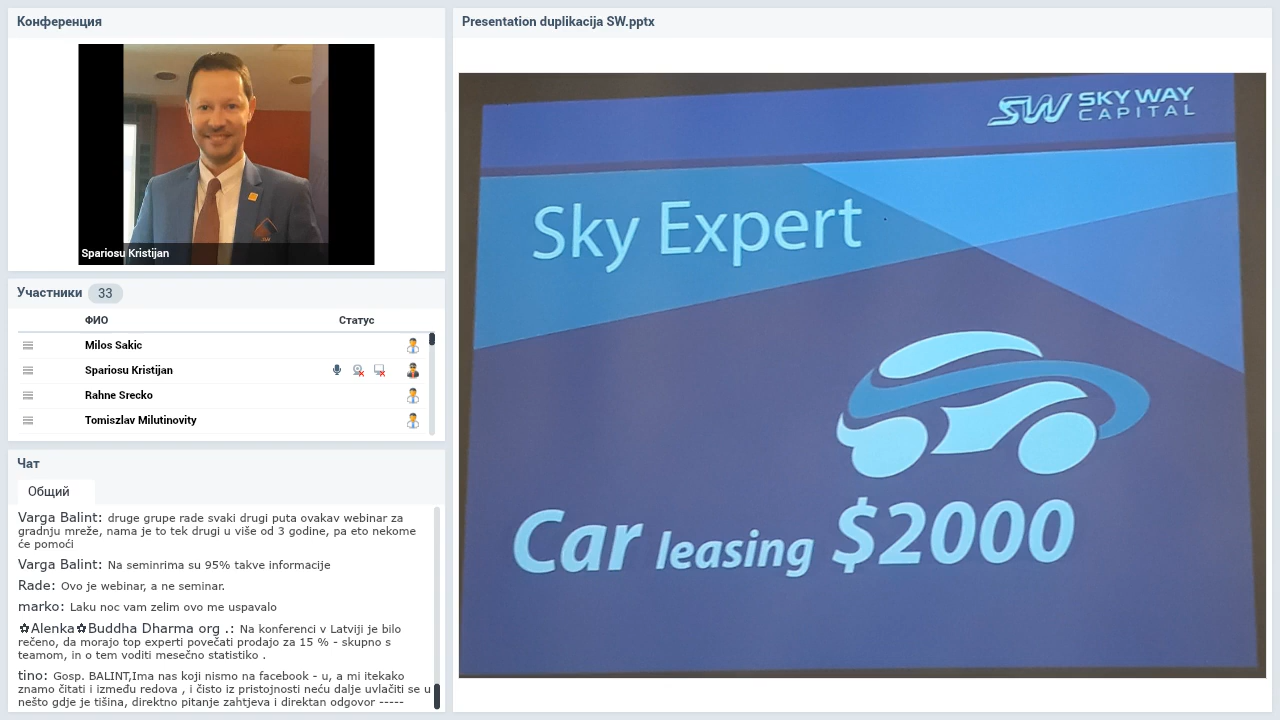 Конференция
Spariosu Kristijan
Участники 33
ФИО Статус
Milos Sakic
Spariosu Kristijan
Rahne Srecko
Tomiszlav Milutinovity
Чат
Общий
Varga Balint: druge grupe rade svaki drugi puta ovakav webinar za
gradnju mreže, nama je to tek drugi u više od 3 godine, pa eto nekome
će pomoći
Varga Balint: Na seminrima su 95% takve informacije
Rade: Ovo je webinar, a ne seminar.
marko: Laku noc vam zelim ovo me uspavalo
✿Alenka✿Buddha Dharma org .: Na konferenci v Latviji je bilo
rečeno, da morajo top experti povečati prodajo za 15 % - skupno s
teamom, in o tem voditi mesečno statistiko .
tino: Gosp. BALINT,Ima nas koji nismo na facebook - u, a mi itekako
znamo čitati i između redova , i čisto iz pristojnosti neću dalje uvlačiti se u
nešto gdje je tišina, direktno pitanje zahtjeva i direktan odgovor -----
Presentation duplikacija SW.pptx
SW SKY WAY
CAPITAL
Sky Expert
Car leasing $2000